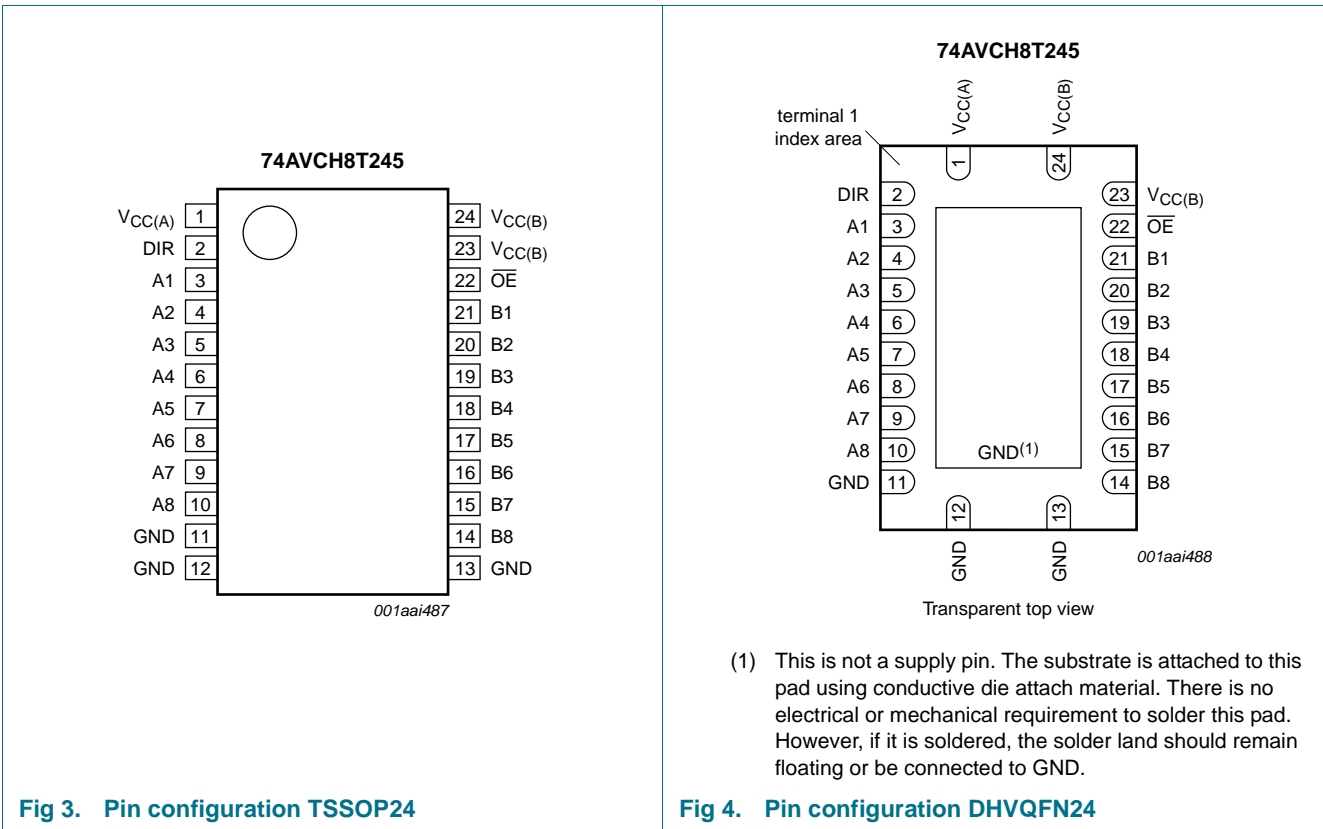 74AVCH8T245
VCC(A) 1 24 VCC(B)
DIR 2 23 VCC(B)
A1 3 22 OE
A2 4 21 B1
A3 5 20 B2
A4 6 19 B3
A5 7 18 B4
A6 8 17 B5
A7 9 16 B6
A8 10 15 B7
GND 11 14 B8
GND 12 13 GND
001aai487
Fig 3. Pin configuration TSSOP24
74AVCH8T245
terminal 1
index area
VCC(A) VCC(B)
1 24
DIR 2 23 VCC(B)
A1 3 22 OE
A2 4 21 B1
A3 5 20 B2
A4 6 19 B3
A5 7 18 B4
A6 8 17 B5
A7 9 16 B6
A8 10 GND(1) 15 B7
GND 11 14 B8
12 13
GND GND
001aai488
Transparent top view
(1) This is not a supply pin. The substrate is attached to this
pad using conductive die attach material. There is no
electrical or mechanical requirement to solder this pad.
However, if it is soldered, the solder land should remain
floating or be connected to GND.
Fig 4. Pin configuration DHVQFN24